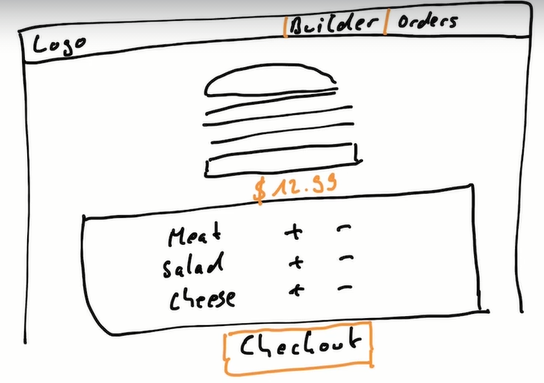 Logo
Builder Orders
$12.99
Meat + -
Salad + -
Cheese + -
Checkout